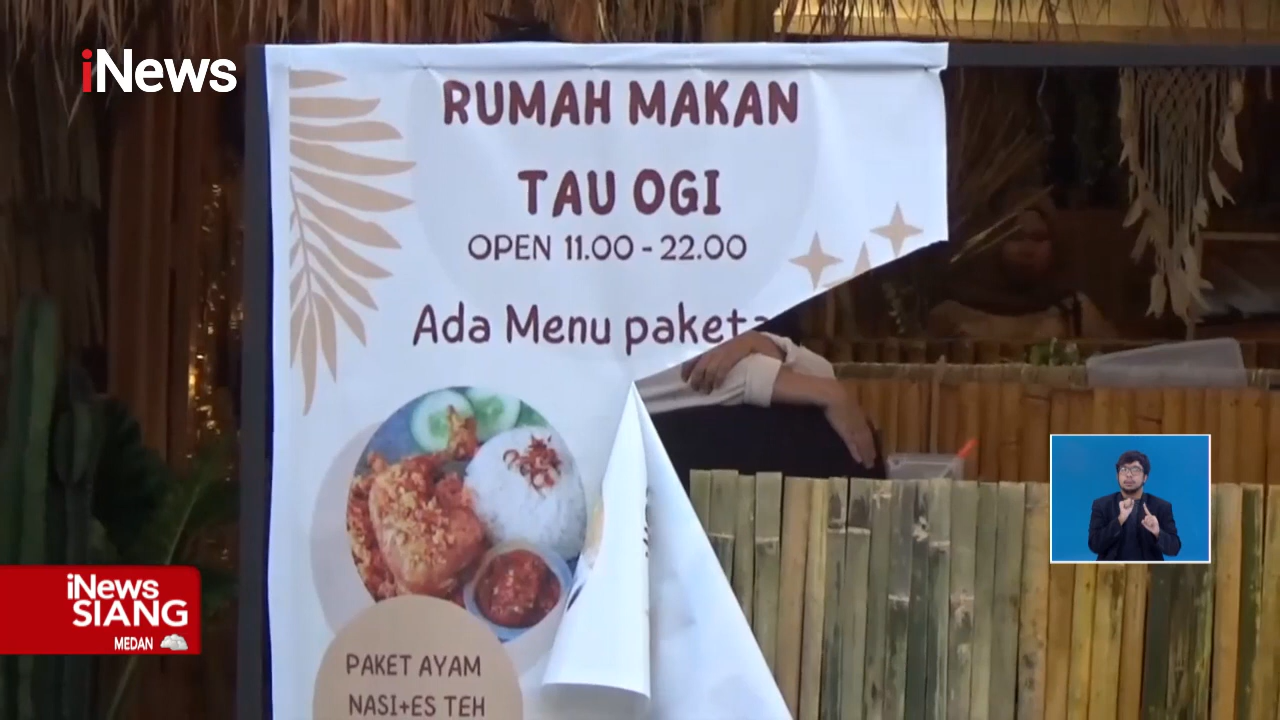 iNews
RUMAH MAKAN
TAU OGI
OPEN 11.00 - 22.00
Ada Menu
iNews
SIANG
MEDAN
PAKET AYAM
NASI+ES TEH